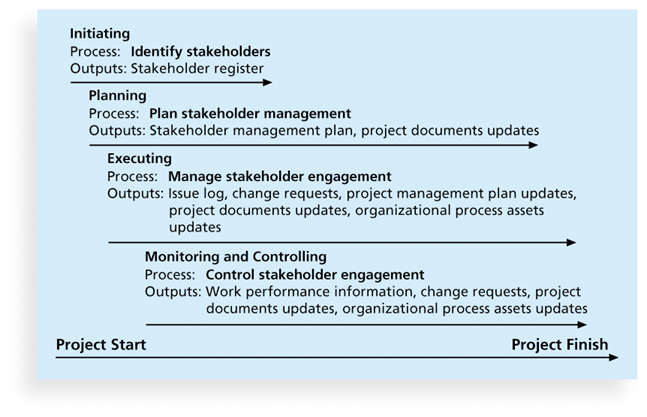 Initiating
Process: Identify stakeholders
Outputs: Stakeholder register
Planning
Process: Plan stakeholder management
Outputs: Stakeholder management plan, project documents updates
Executing
Process: Manage stakeholder engagement
Outputs: Issue log, change requests, project management plan updates,
project documents updates, organizational process assets
updates
Monitoring and Controlling
Process: Control stakeholder engagement
Outputs: Work performance information, change requests, project
documents updates, organizational process assets updates
Project Start Project Finish